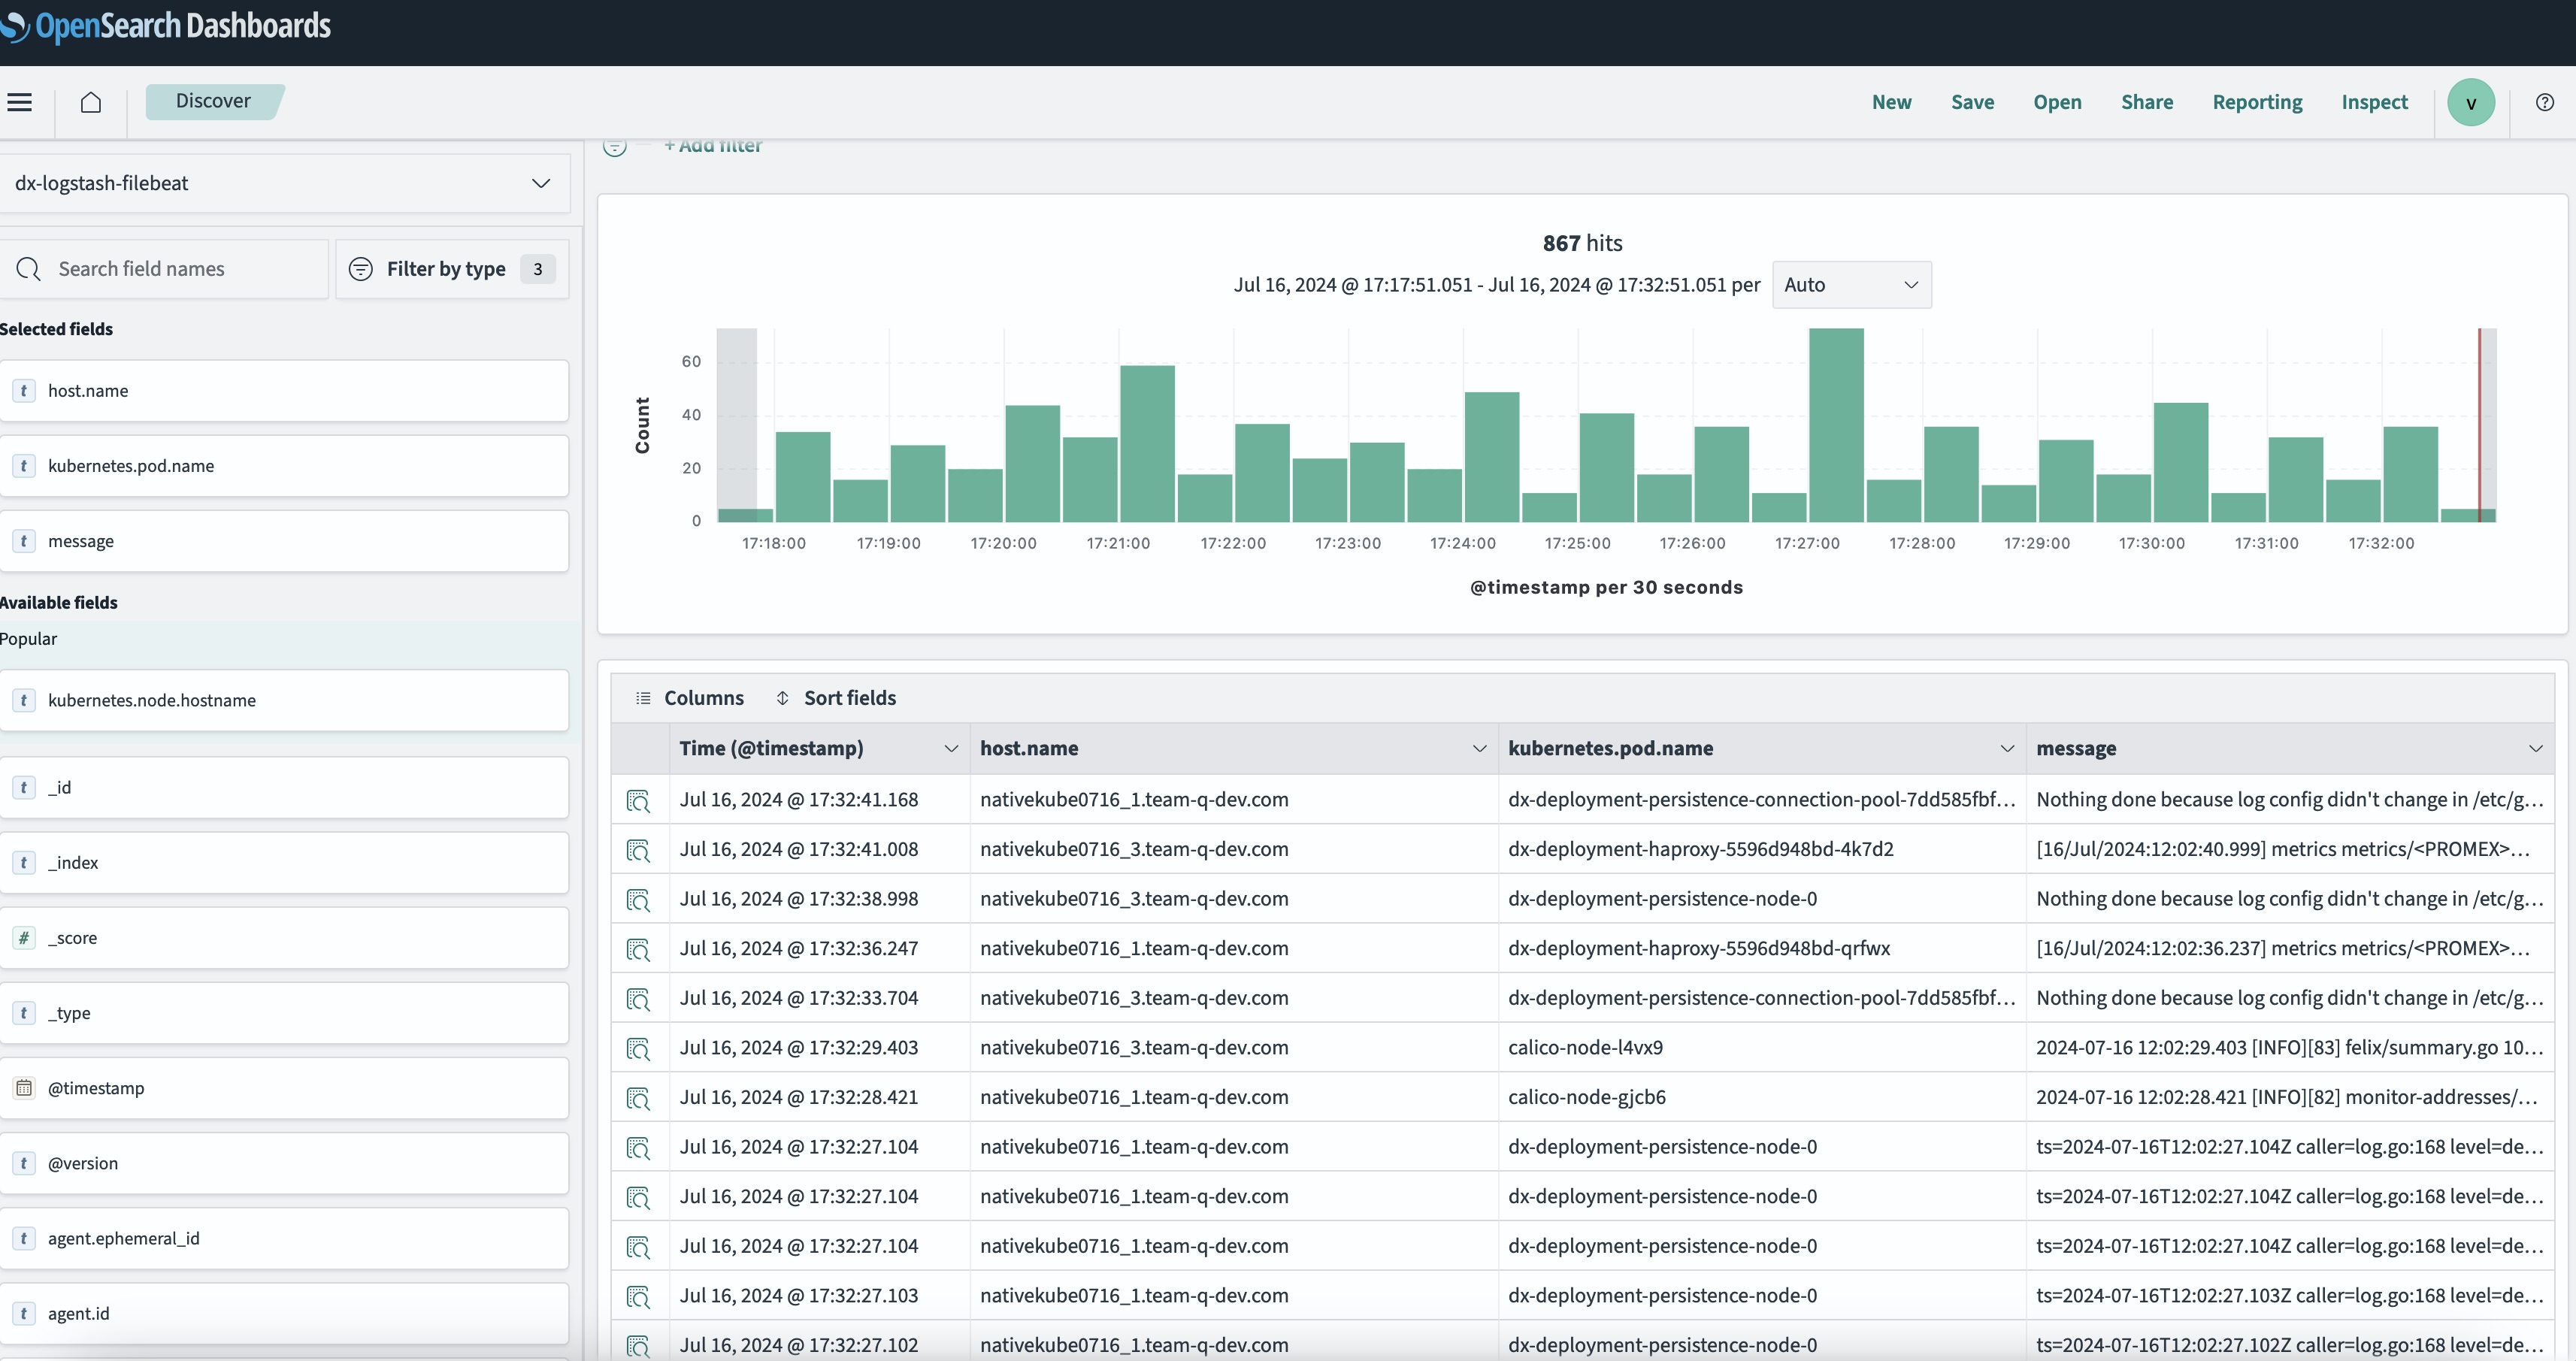 OpenSearch Dashboards
Discover
New Save Open Share Reporting Inspect v
+ Add filter
dx-logstash-filebeat
Search field names
Filter by type 3
Selected fields
t host.name
t kubernetes.pod.name
t message
Available fields
Popular
t kubernetes.node.hostname
t _id
t _index
# _score
t _type
@timestamp
t @version
t agent.ephemeral_id
t agent.id
867 hits
Jul 16, 2024 @ 17:17:51.051 - Jul 16, 2024 @ 17:32:51.051 per Auto
Count
60
40
20
0
17:18:00 17:19:00 17:20:00 17:21:00 17:22:00 17:23:00 17:24:00 17:25:00 17:26:00 17:27:00 17:28:00 17:29:00 17:30:00 17:31:00 17:32:00
@timestamp per 30 seconds
Columns Sort fields
Time (@timestamp) host.name kubernetes.pod.name message
Jul 16, 2024 @ 17:32:41.168 nativekube0716_1.team-q-dev.com dx-deployment-persistence-connection-pool-7dd585fbf... Nothing done because log config didn't change in /etc/g...
Jul 16, 2024 @ 17:32:41.008 nativekube0716_3.team-q-dev.com dx-deployment-haproxy-5596d948bd-4k7d2 [16/Jul/2024:12:02:40.999] metrics metrics/<PROMEX>...
Jul 16, 2024 @ 17:32:38.998 nativekube0716_3.team-q-dev.com dx-deployment-persistence-node-0 Nothing done because log config didn't change in /etc/g...
Jul 16, 2024 @ 17:32:36.247 nativekube0716_1.team-q-dev.com dx-deployment-haproxy-5596d948bd-qrfwx [16/Jul/2024:12:02:36.237] metrics metrics/<PROMEX>...
Jul 16, 2024 @ 17:32:33.704 nativekube0716_3.team-q-dev.com dx-deployment-persistence-connection-pool-7dd585fbf... Nothing done because log config didn't change in /etc/g...
Jul 16, 2024 @ 17:32:29.403 nativekube0716_3.team-q-dev.com calico-node-l4vx9 2024-07-16 12:02:29.403 [INFO][83] felix/summary.go 10...
Jul 16, 2024 @ 17:32:28.421 nativekube0716_1.team-q-dev.com calico-node-gjcb6 2024-07-16 12:02:28.421 [INFO][82] monitor-addresses/...
Jul 16, 2024 @ 17:32:27.104 nativekube0716_1.team-q-dev.com dx-deployment-persistence-node-0 ts=2024-07-16T12:02:27.104Z caller=log.go:168 level=de...
Jul 16, 2024 @ 17:32:27.104 nativekube0716_1.team-q-dev.com dx-deployment-persistence-node-0 ts=2024-07-16T12:02:27.104Z caller=log.go:168 level=de...
Jul 16, 2024 @ 17:32:27.104 nativekube0716_1.team-q-dev.com dx-deployment-persistence-node-0 ts=2024-07-16T12:02:27.104Z caller=log.go:168 level=de...
Jul 16, 2024 @ 17:32:27.103 nativekube0716_1.team-q-dev.com dx-deployment-persistence-node-0 ts=2024-07-16T12:02:27.103Z caller=log.go:168 level=de...
Jul 16, 2024 @ 17:32:27.102 nativekube0716_1.team-q-dev.com dx-deployment-persistence-node-0 ts=2024-07-16T12:02:27.102Z caller=log.go:168 level=de...